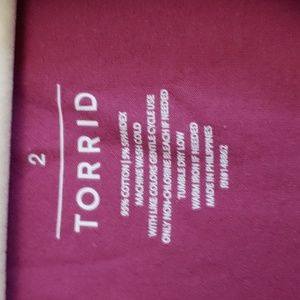 2
TORRID
95% COTTON | 5% SPANDEX
MACHINE WASH COLD
WITH LIKE COLORS GENTLE CYCLE USE
ONLY NON-CHLORINE BLEACH IF NEEDED
TUMBLE DRY LOW
WARM IRON IF NEEDED
MADE IN PHILIPPINES